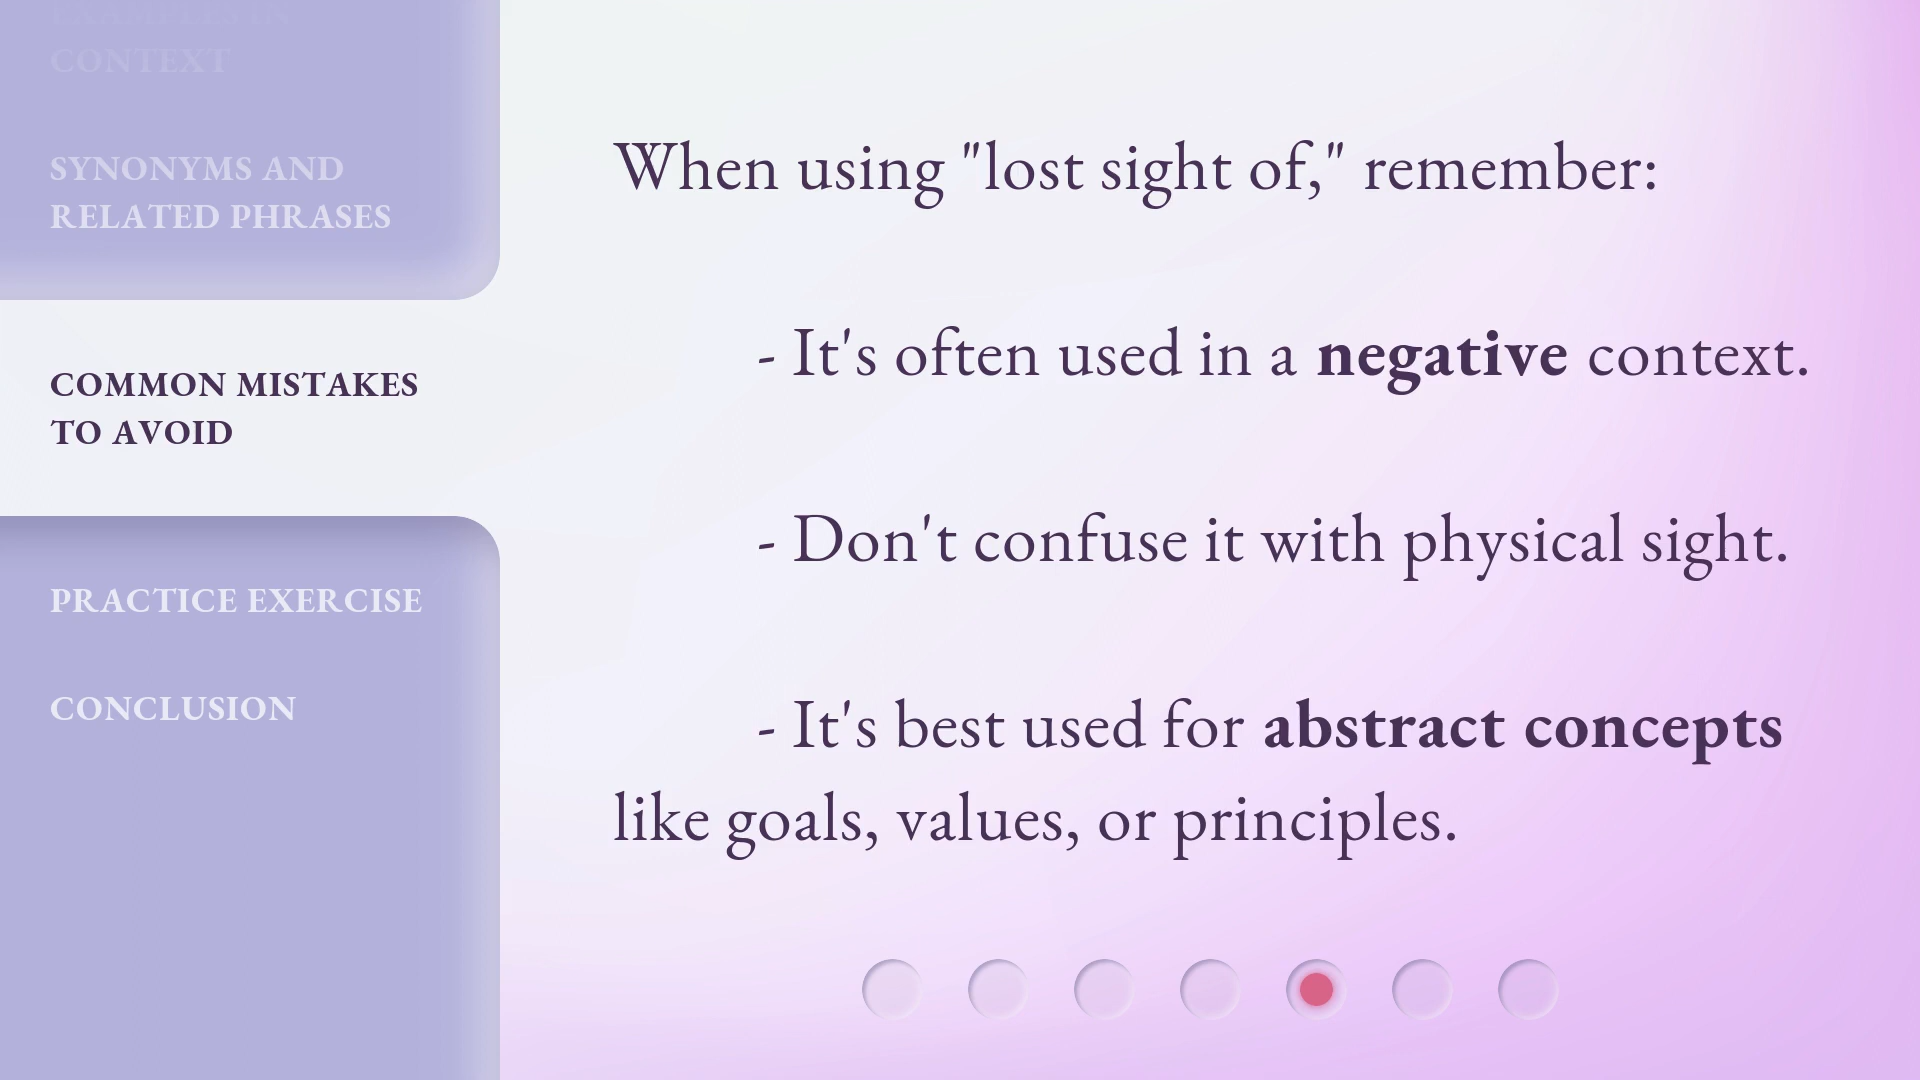 EXAMPLES IN
CONTEXT
SYNONYMS AND
RELATED PHRASES
COMMON MISTAKES
TO AVOID
PRACTICE EXERCISE
CONCLUSION
When using "lost sight of," remember:
- It's often used in a negative context.
- Don't confuse it with physical sight.
- It's best used for abstract concepts
like goals, values, or principles.